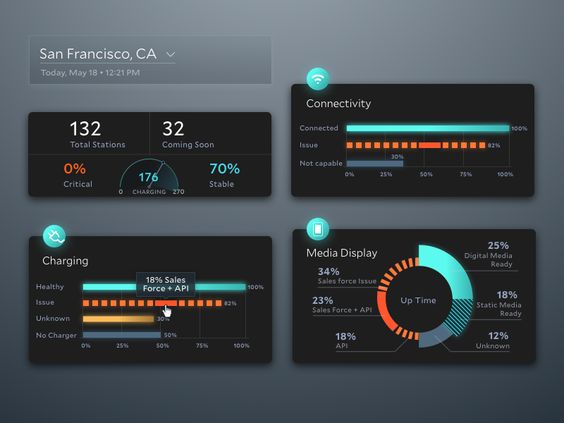 San Francisco, CA
Today, May 18 • 12:21 PM
132
Total Stations
32
Coming Soon
0%
Critical
176
0 CHARGING 270
70%
Stable
Connectivity
Connected 100%
Issue 82%
Not capable 30%
0% 25% 50% 75% 100%
Charging
18% Sales
Force + API
Healthy 100%
Issue 82%
Unknown 30%
No Charger 50%
0% 25% 50% 75% 100%
Media Display
34%
Sales force Issue
23%
Sales Force + API
18%
API
Up Time
25%
Digital Media
Ready
18%
Static Media
Ready
12%
Unknown